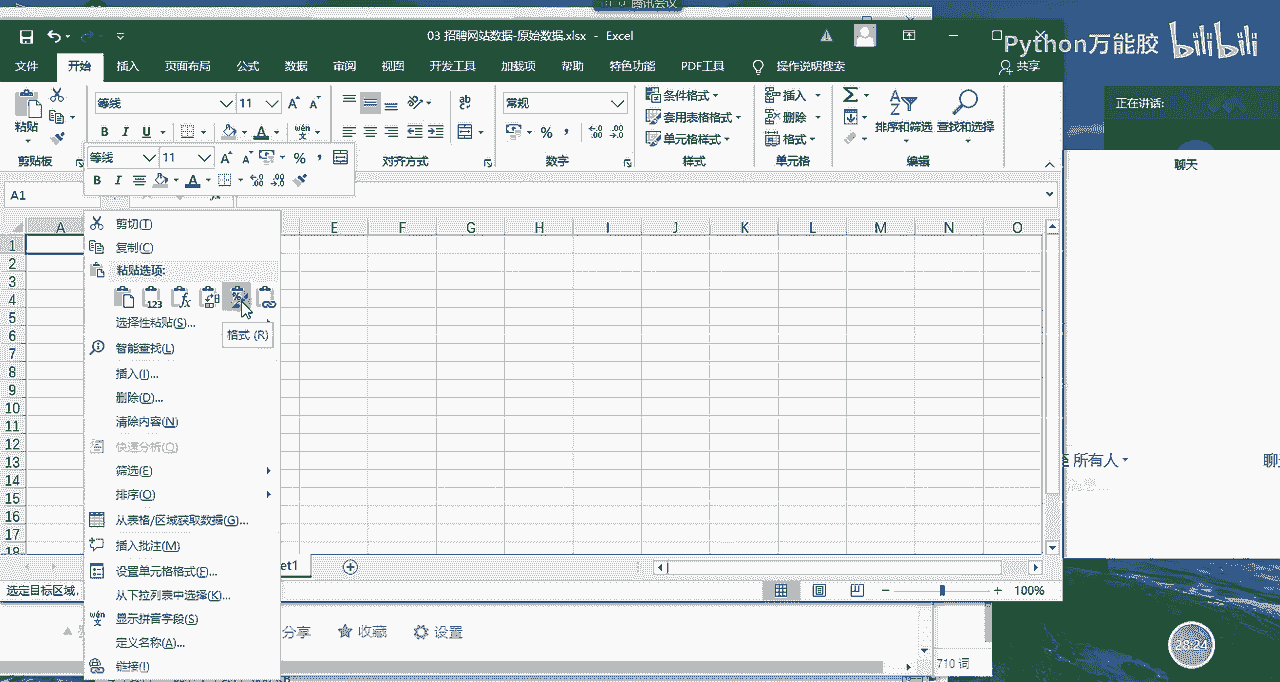 腾讯会议
03 招聘网站数据-原始数据.xlsx - Excel
Python万能胶 bilibili
文件 开始 插入 页面布局 公式 数据 审阅 视图 开发工具 加载项 帮助 特色功能 PDF工具 操作说明搜索 共享
等线 11 常规
条件格式 插入
粘贴 套用表格格式 删除 排序和筛选 查找和选择
B I U 单元格样式 格式
剪贴板 对齐方式 数字 样式 单元格 编辑
等线 11
B I A
正在讲话:
聊天
A1
A E F G H I J K L M N O
1
2
3
4
5
6
7
8
9
10
11
12
13
14
15
16
17
18
剪切(T)
复制(C)
粘贴选项:
123
选择性粘贴(S)...
格式 (R)
智能查找(L)
插入(I)...
删除(D)...
清除内容(N)
快速分析(Q)
筛选(E)
排序(O)
从表格/区域获取数据(G)...
插入批注(M)
设置单元格格式(F)...
从下拉列表中选择(K)...
显示拼音字段(S)
定义名称(A)...
链接(I)
所有人
et1
选定目标区域,
100%
分享 收藏 设置
710 词
28:24